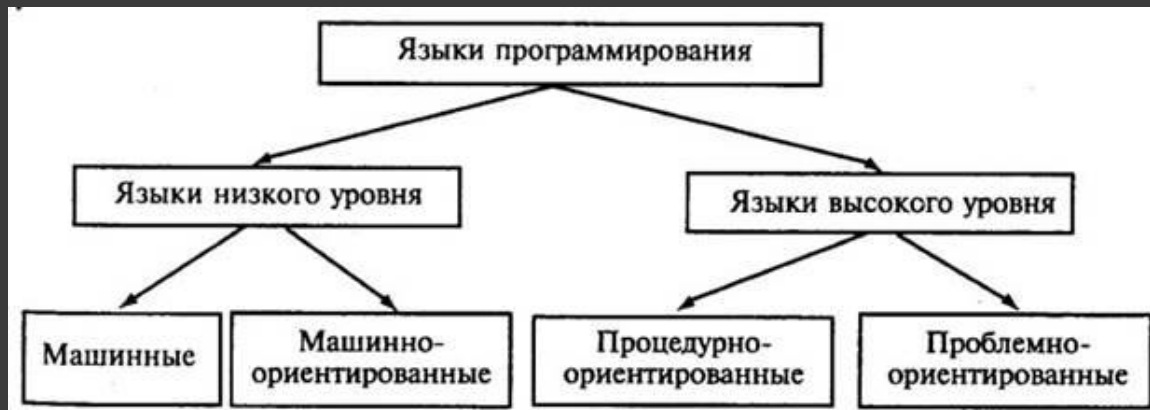 Языки программирования
Языки низкого уровня
Языки высокого уровня
Машинные
Машинно-
ориентированные
Процедурно-
ориентированные
Проблемно-
ориентированные